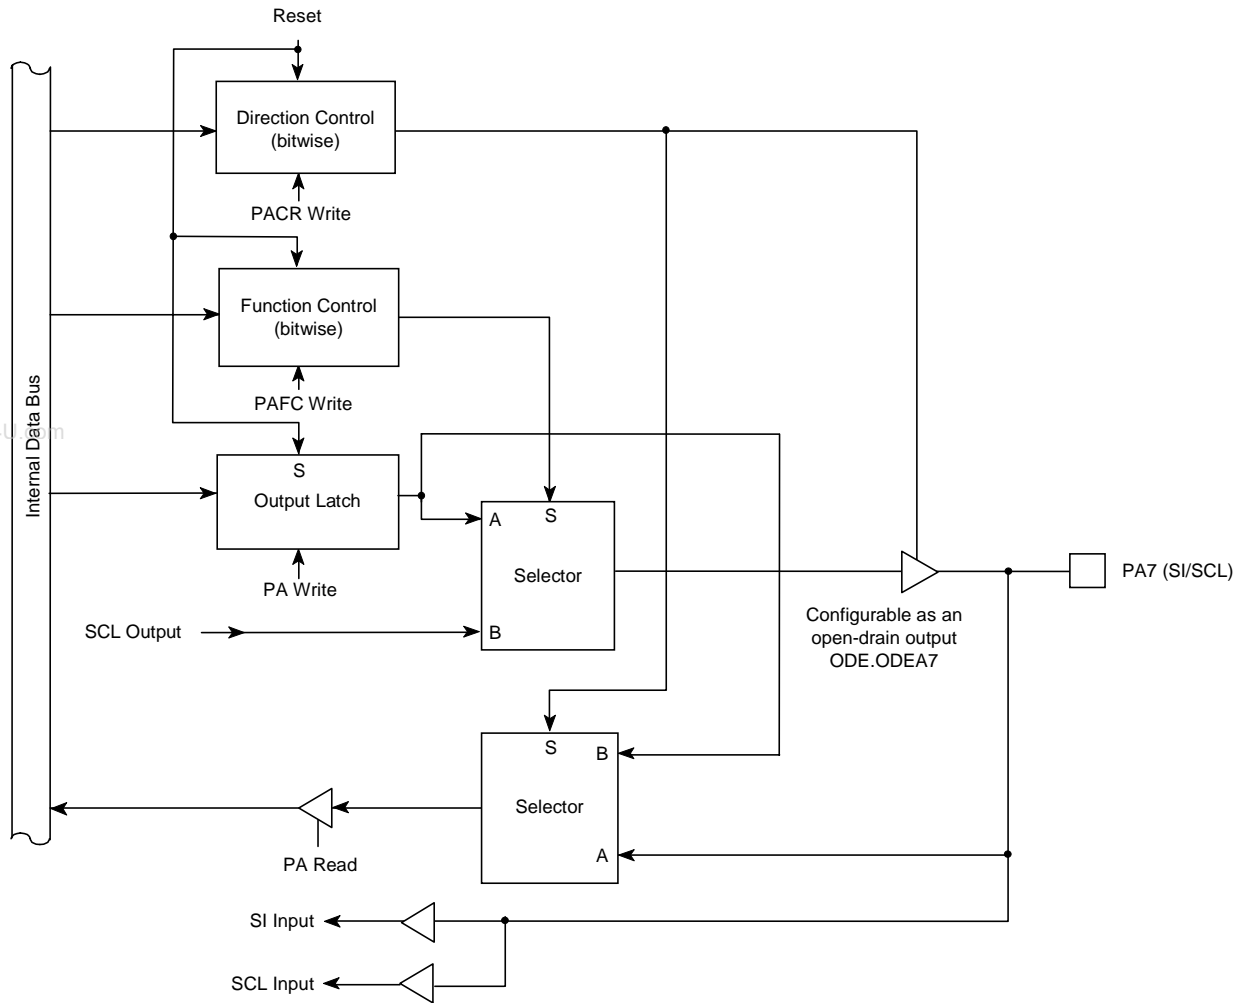 Reset
Direction Control
(bitwise)
PACR Write
Function Control
(bitwise)
PAFC Write
Internal Data Bus
U.com
S
Output Latch
PA Write
A
S
Selector
B
SCL Output
PA7 (SI/SCL)
Configurable as an
open-drain output
ODE.ODEA7
S
B
Selector
A
PA Read
SI Input
SCL Input